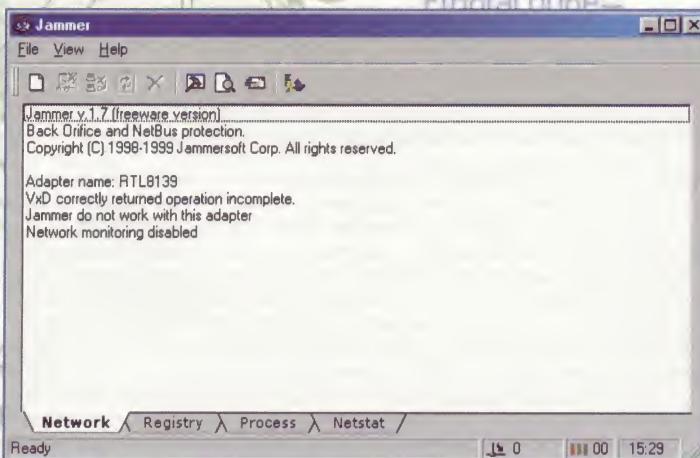 Jammer
File View Help
Jammer v.1.7 (freeware version)
Back Orifice and NetBus protection.
Copyright (C) 1998-1999 Jammersoft Corp. All rights reserved.
Adapter name: RTL8139
VxD correctly returned operation incomplete.
Jammer do not work with this adapter
Network monitoring disabled
Network Registry Process Netstat
Ready 0 00 15:29